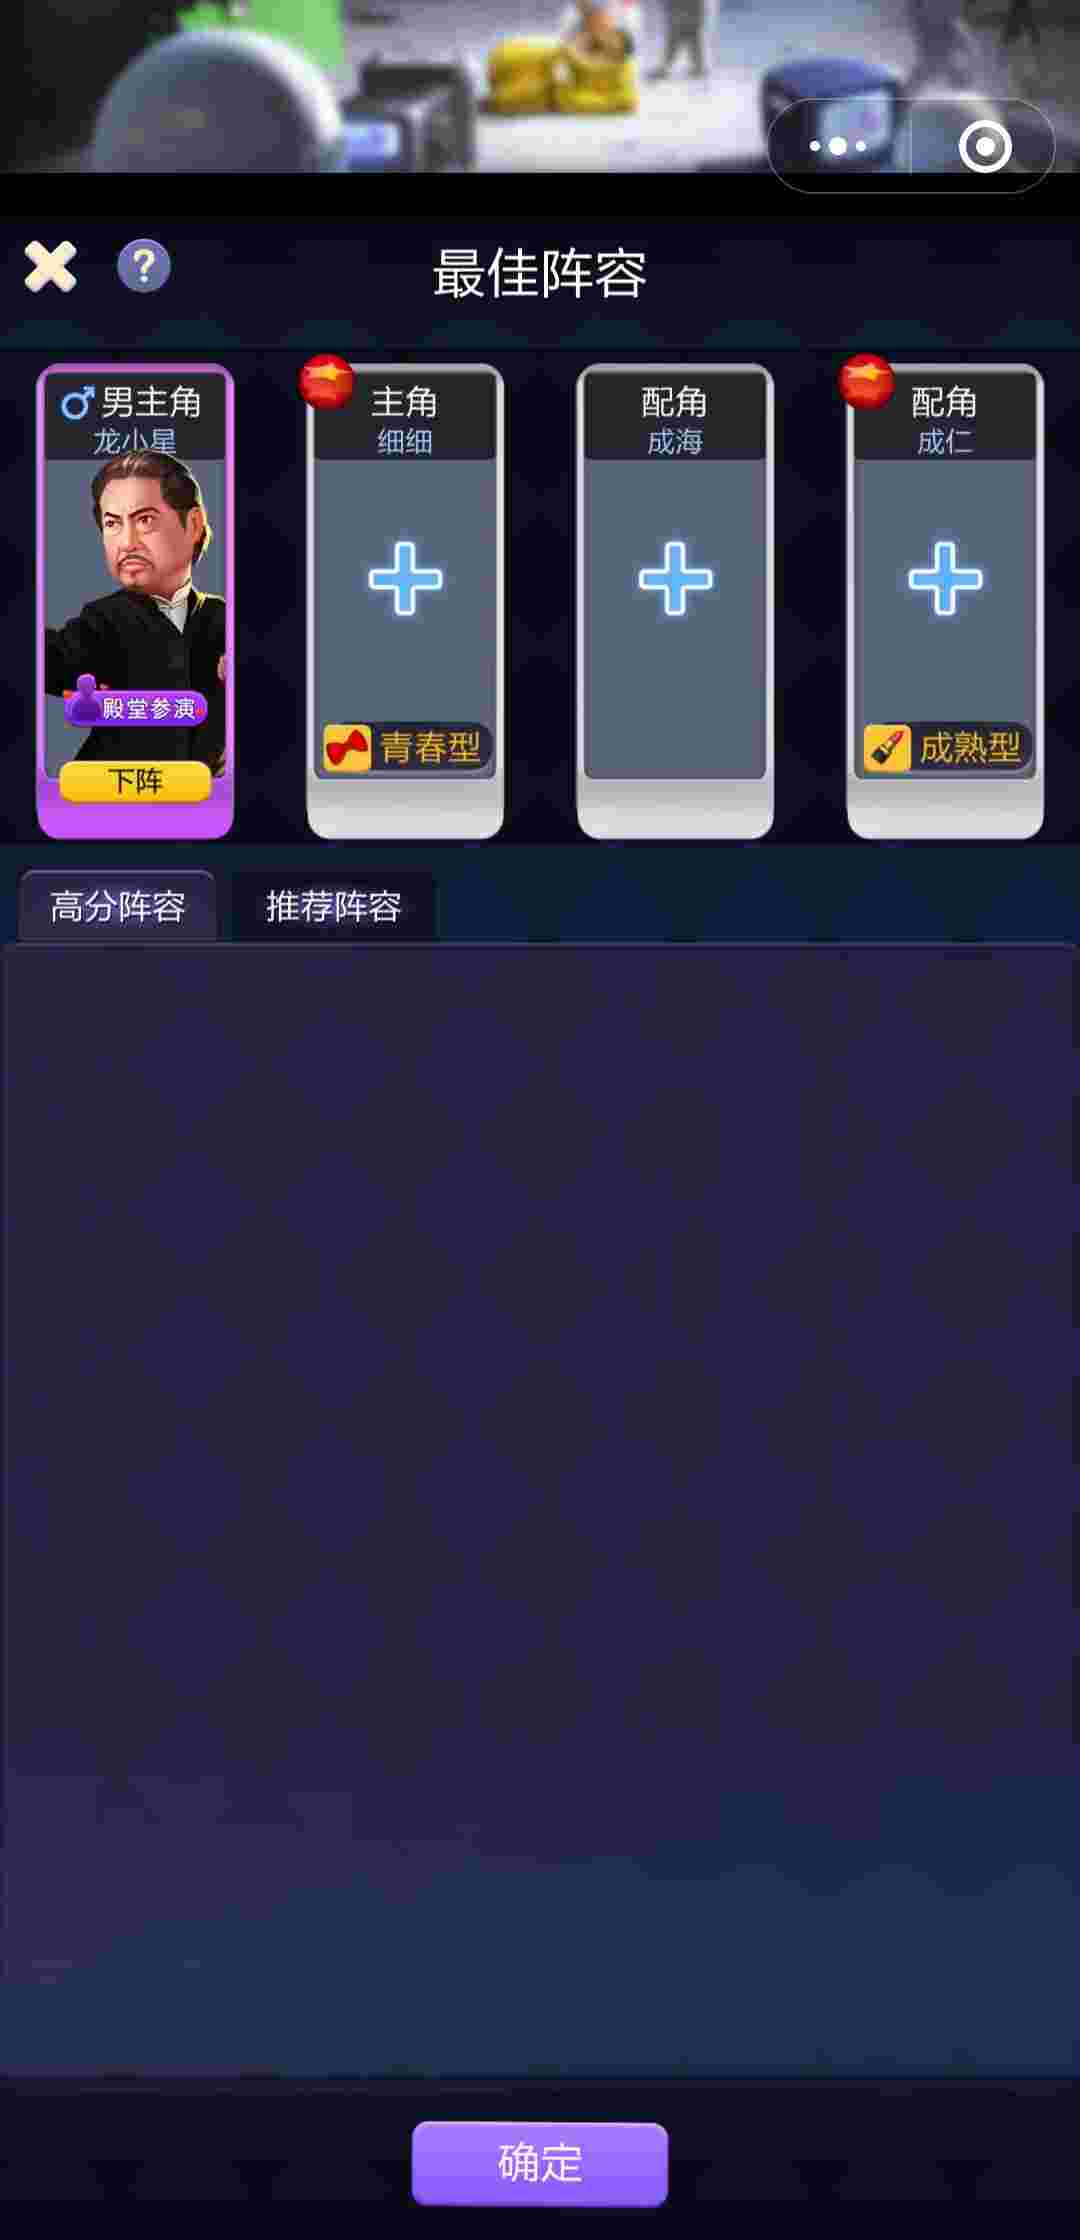 最佳阵容
男主角
龙小星
殿堂参演
下阵
主角
细细
青春型
配角
成海
配角
成仁
成熟型
高分阵容
推荐阵容
确定